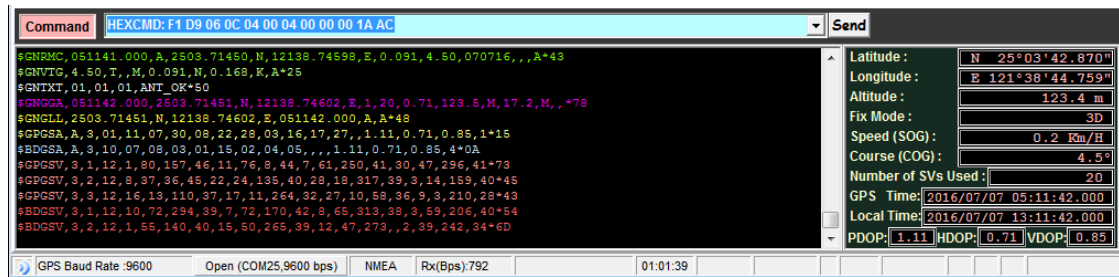 Command HEXCMD: F1 D9 06 0C 04 00 04 00 00 00 1A AC Send
$GNRMC,051141.000,A,2503.71450,N,12138.74598,E,0.091,4.50,070716,,,A*43
$GNVTG,4.50,T,,M,0.091,N,0.168,K,A*25
$GNTXT,01,01,01,ANT_OK*50
$GNGGA,051142.000,2503.71451,N,12138.74602,E,1,20,0.71,123.5,M,17.2,M,,*78
$GNGLL,2503.71451,N,12138.74602,E,051142.000,A,A*48
$GPGSA,A,3,01,11,07,30,08,22,28,03,16,17,27,,1.11,0.71,0.85,1*15
$BDGSA,A,3,10,07,08,03,01,15,02,04,05,,,,1.11,0.71,0.85,4*0A
$GPGSV,3,1,12,1,80,157,46,11,76,8,44,7,61,250,41,30,47,296,41*73
$GPGSV,3,2,12,8,37,36,45,22,24,135,40,28,18,317,39,3,14,159,40*45
$GPGSV,3,3,12,16,13,110,37,17,11,264,32,27,10,58,36,9,3,210,28*43
$BDGSV,3,1,12,10,72,294,39,7,72,170,42,8,65,313,38,3,59,206,40*54
$BDGSV,3,2,12,1,55,140,40,15,50,265,39,12,47,273,,2,39,242,34*6D
Latitude : N 25°03'42.870"
Longitude : E 121°38'44.759"
Altitude : 123.4 m
Fix Mode : 3D
Speed (SOG) : 0.2 Km/H
Course (COG) : 4.5°
Number of SVs Used : 20
GPS Time: 2016/07/07 05:11:42.000
Local Time: 2016/07/07 13:11:42.000
PDOP: 1.11 HDOP: 0.71 VDOP: 0.85
GPS Baud Rate :9600 Open (COM25,9600 bps) NMEA Rx(Bps):792 01:01:39